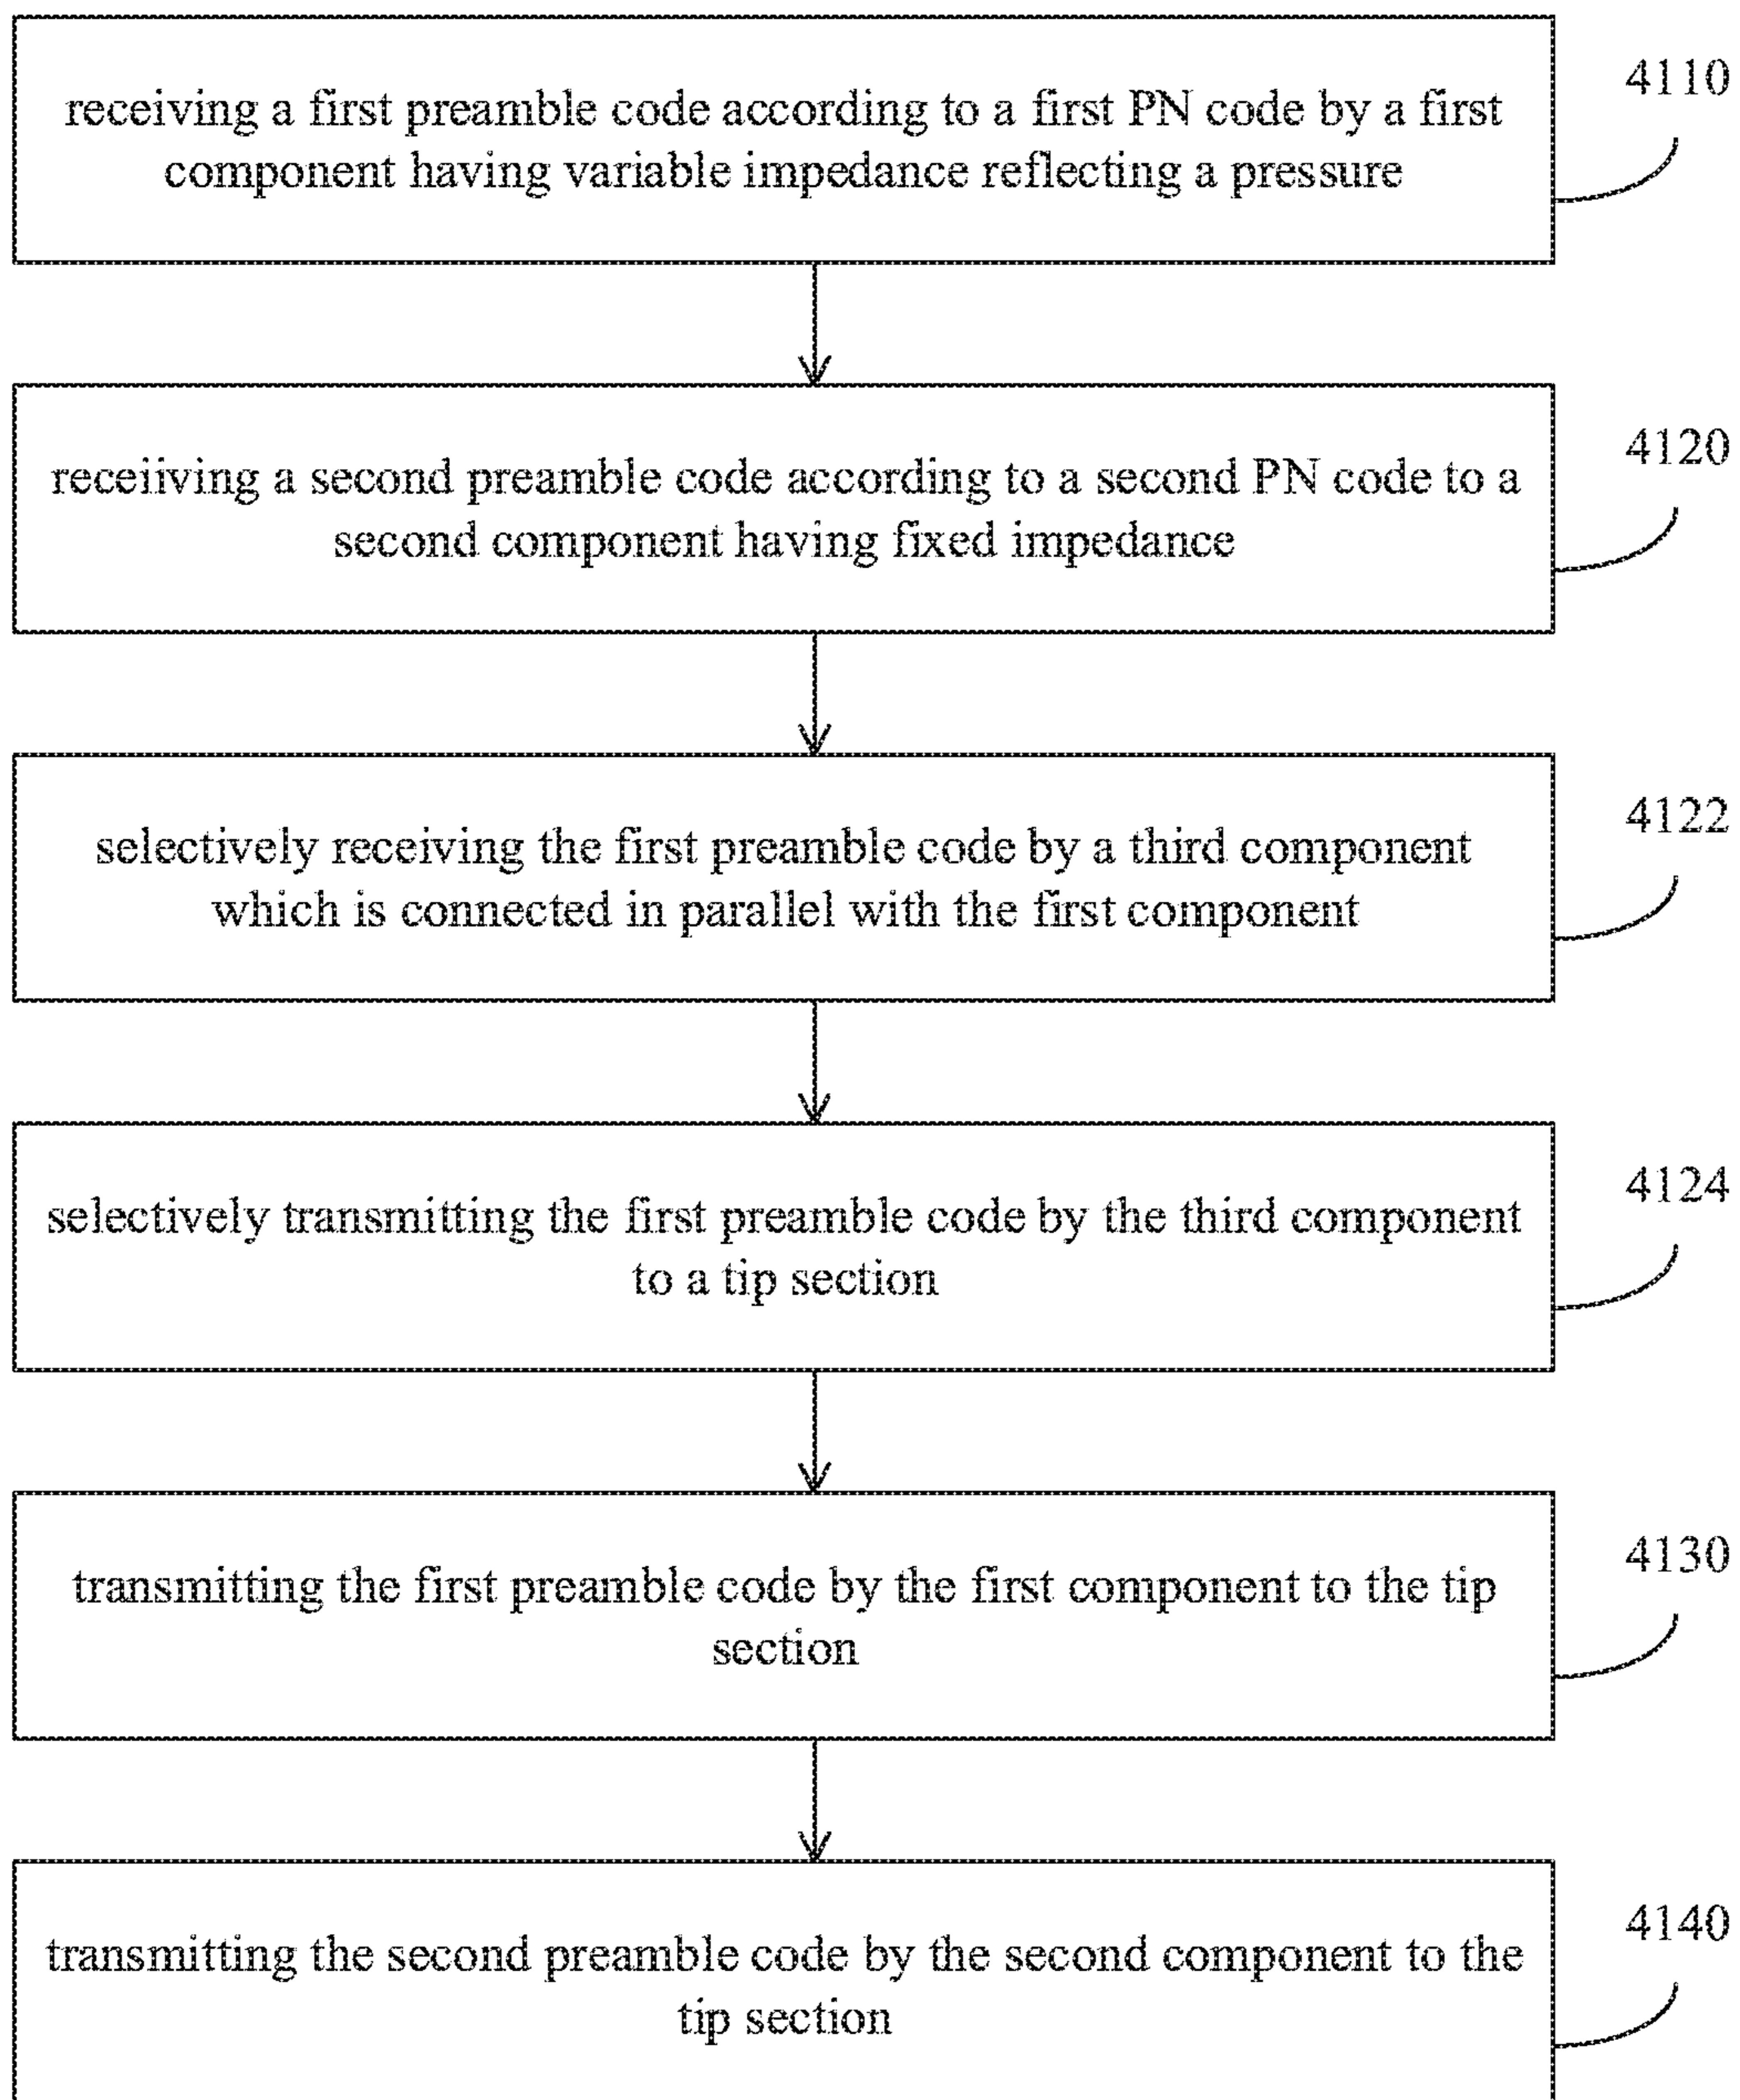 receiving a first preamble code according to a first PN code by a first
component having variable impedance reflecting a pressure
4110
receiiving a second preamble code according to a second PN code to a
second component having fixed impedance
4120
selectively receiving the first preamble code by a third component
which is connected in parallel with the first component
4122
selectively transmitting the first preamble code by the third component
to a tip section
4124
transmitting the first preamble code by the first component to the tip
section
4130
transmitting the second preamble code by the second component to the
tip section
4140